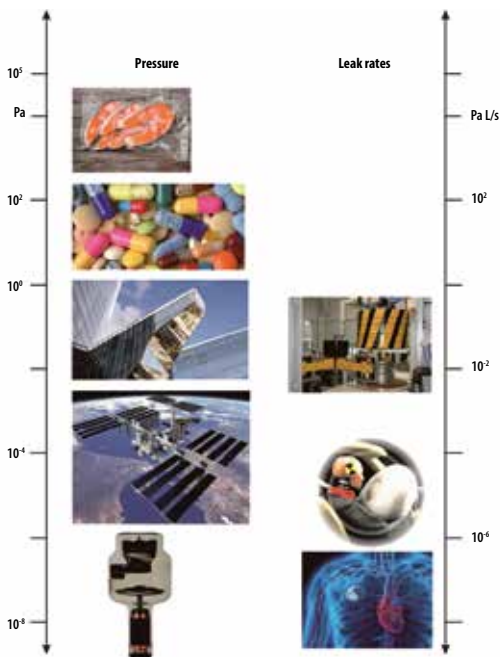 Pressure
Leak rates
10⁵
Pa
Pa L/s
10²
10²
10⁰
10⁻²
10⁻⁴
10⁻⁶
10⁻⁸